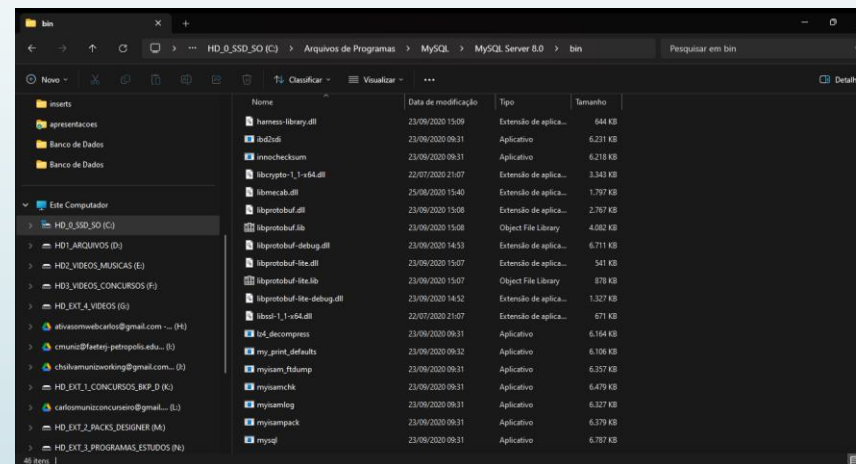 bin
HD_0_SSD_SO (C:) > Arquivos de Programas > MySQL > MySQL Server 8.0 > bin Pesquisar em bin
Novo Classificar Visualizar Detalh
inserts
apresentacoes
Banco de Dados
Banco de Dados
Este Computador
HD_0_SSD_SO (C:)
HD1_ARQUIVOS (D:)
HD2_VIDEOS_MUSICAS (E:)
HD3_VIDEOS_CONCURSOS (F:)
HD_EXT_4_VIDEOS (G:)
ativasomwebcarlos@gmail.com -... (H:)
cmuniz@faeterj-petropolis.edu... (I:)
chsilvamunizworking@gmail.com...
HD_EXT_1_CONCURSOS_BKP_D (K:)
carlosmunizconcurseiro@gmail.... (L:)
HD_EXT_2_PACKS_DESIGNER (M:)
HD_EXT_3_PROGRAMAS_ESTUDOS (N:)
Nome Data de modificação Tipo Tamanho
harness-library.dll 23/09/2020 15:09 Extensão de aplica... 644 KB
ibd2sdi 23/09/2020 09:31 Aplicativo 6.231 KB
innochecksum 23/09/2020 09:31 Aplicativo 6.218 KB
libcrypto-1_1-x64.dll 22/07/2020 21:07 Extensão de aplica... 3.343 KB
libmecab.dll 25/08/2020 15:40 Extensão de aplica... 1.797 KB
libprotobuf.dll 23/09/2020 15:08 Extensão de aplica... 2.767 KB
libprotobuf.lib 23/09/2020 15:08 Object File Library 4.082 KB
libprotobuf-debug.dll 23/09/2020 14:53 Extensão de aplica... 6.711 KB
libprotobuf-lite.dll 23/09/2020 15:07 Extensão de aplica... 541 KB
libprotobuf-lite.lib 23/09/2020 15:07 Object File Library 878 KB
libprotobuf-lite-debug.dll 23/09/2020 14:52 Extensão de aplica... 1.327 KB
libssl-1_1-x64.dll 22/07/2020 21:07 Extensão de aplica... 671 KB
lz4_decompress 23/09/2020 09:31 Aplicativo 6.164 KB
my_print_defaults 23/09/2020 09:32 Aplicativo 6.106 KB
myisam_ftdump 23/09/2020 09:31 Aplicativo 6.357 KB
myisamchk 23/09/2020 09:31 Aplicativo 6.479 KB
myisamlog 23/09/2020 09:31 Aplicativo 6.327 KB
myisampack 23/09/2020 09:31 Aplicativo 6.379 KB
mysql 23/09/2020 09:31 Aplicativo 6.787 KB
46 itens